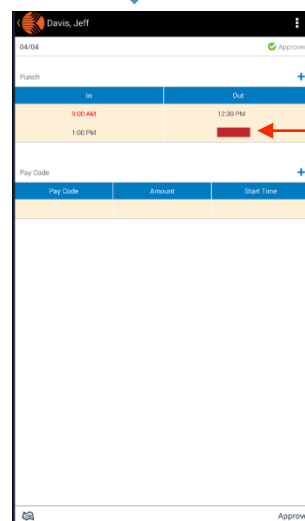 Davis, Jeff
04/04
Approved
Punch
+
In Out
9:00 AM 12:30 PM
1:00 PM
Pay Code
+
Pay Code Amount Start Time
Approve